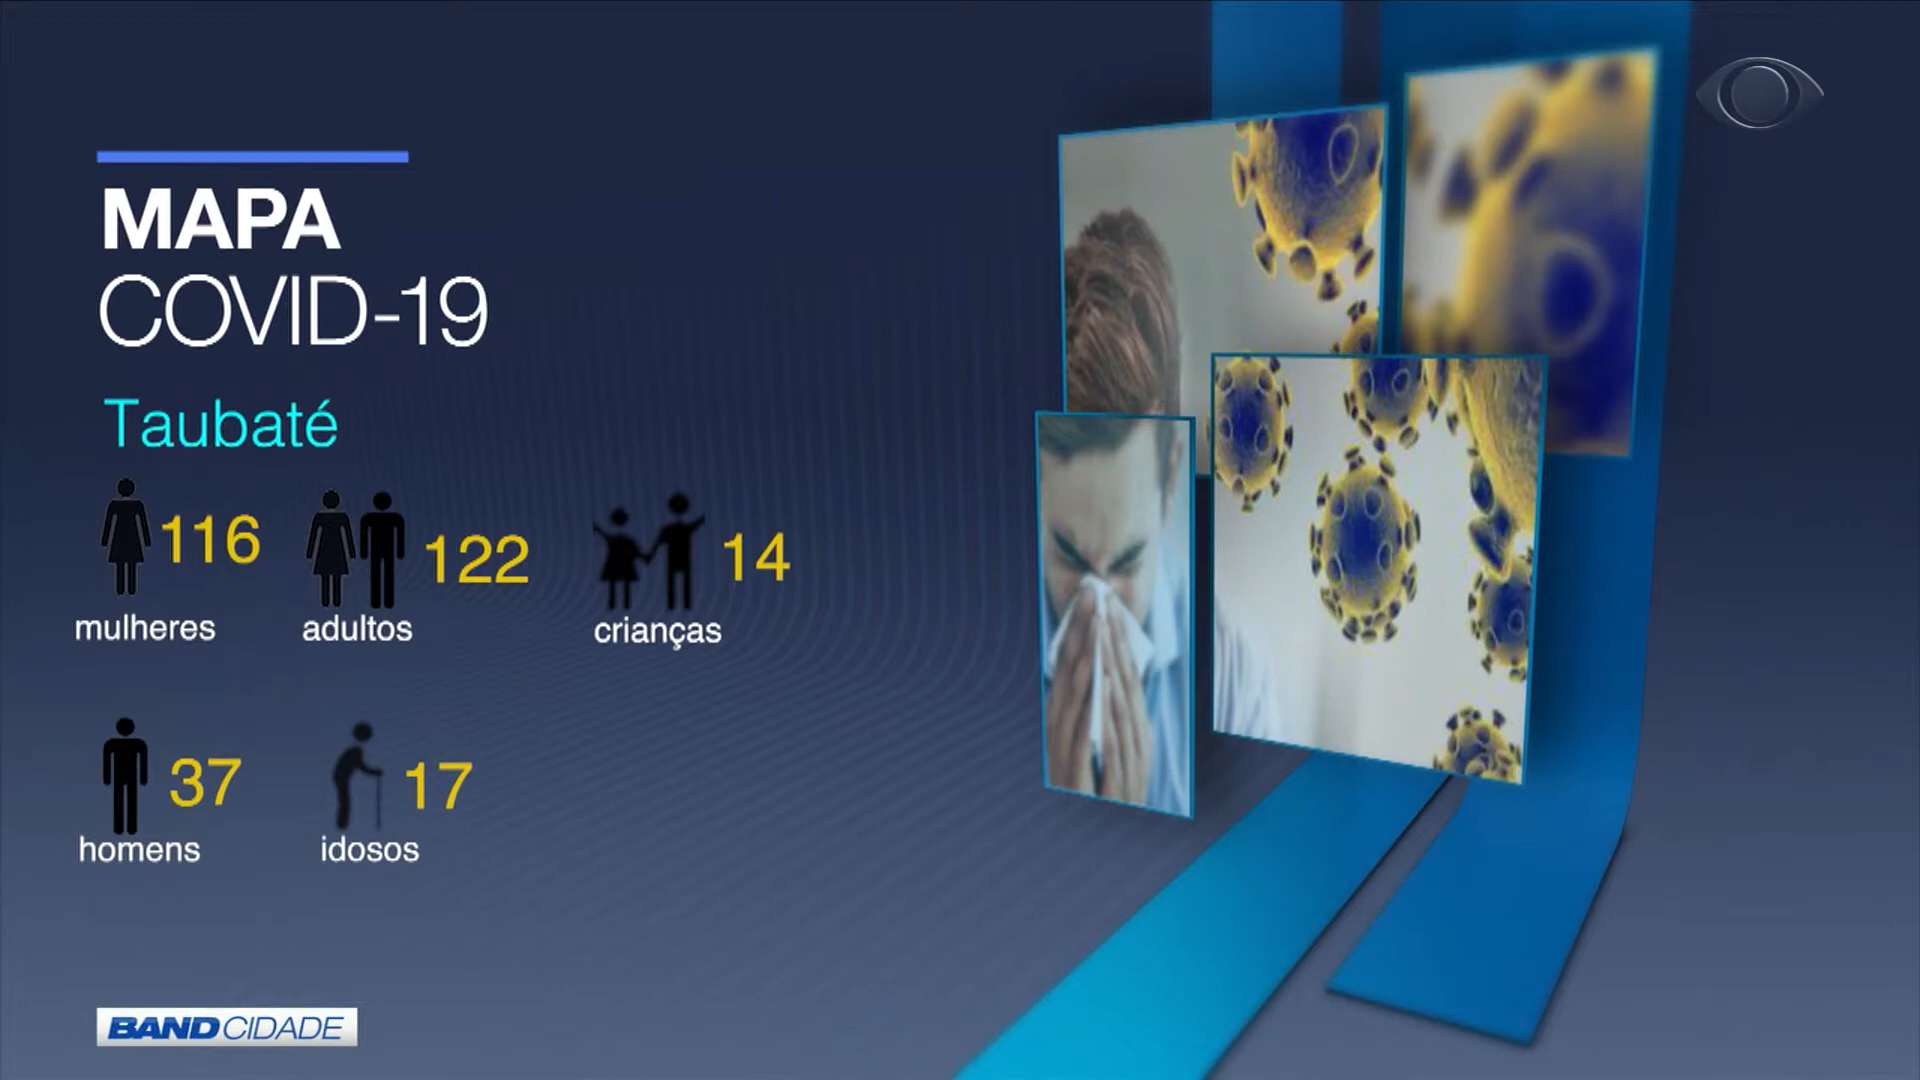 MAPA
COVID-19
Taubaté
116
mulheres
122
adultos
14
crianças
37
homens
17
idosos
BAND CIDADE